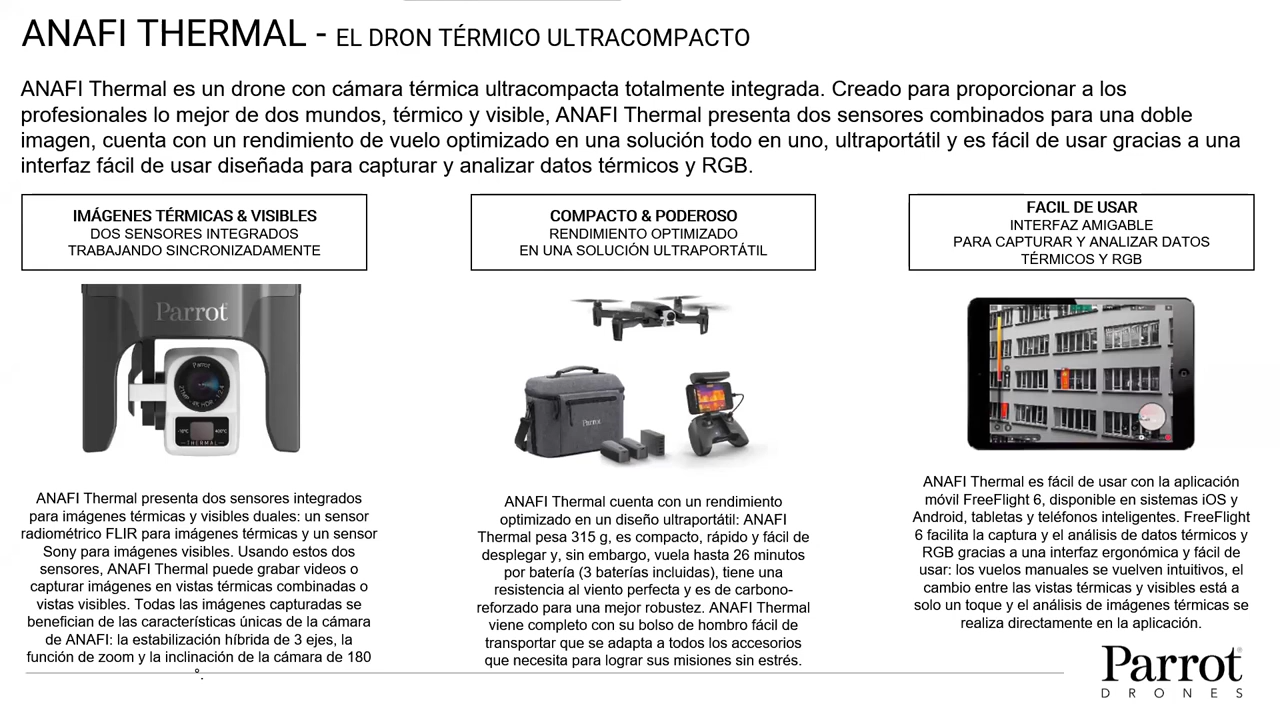 ANAFI THERMAL - EL DRON TÉRMICO ULTRACOMPACTO
ANAFI Thermal es un drone con cámara térmica ultracompacta totalmente integrada. Creado para proporcionar a los
profesionales lo mejor de dos mundos, térmico y visible, ANAFI Thermal presenta dos sensores combinados para una doble
imagen, cuenta con un rendimiento de vuelo optimizado en una solución todo en uno, ultraportátil y es fácil de usar gracias a una
interfaz fácil de usar diseñada para capturar y analizar datos térmicos y RGB.
IMÁGENES TÉRMICAS & VISIBLES
DOS SENSORES INTEGRADOS
TRABAJANDO SINCRONIZADAMENTE
Parrot
Parrot
21MP - 4K HDR - 1:2.4
-10°C 400°C
THERMAL
ANAFI Thermal presenta dos sensores integrados
para imágenes térmicas y visibles duales: un sensor
radiométrico FLIR para imágenes térmicas y un sensor
Sony para imágenes visibles. Usando estos dos
sensores, ANAFI Thermal puede grabar videos o
capturar imágenes en vistas térmicas combinadas o
vistas visibles. Todas las imágenes capturadas se
benefician de las características únicas de la cámara
de ANAFI: la estabilización híbrida de 3 ejes, la
función de zoom y la inclinación de la cámara de 180
°.
COMPACTO & PODEROSO
RENDIMIENTO OPTIMIZADO
EN UNA SOLUCIÓN ULTRAPORTÁTIL
Parrot
ANAFI Thermal cuenta con un rendimiento
optimizado en un diseño ultraportátil: ANAFI
Thermal pesa 315 g, es compacto, rápido y fácil de
desplegar y, sin embargo, vuela hasta 26 minutos
por batería (3 baterías incluidas), tiene una
resistencia al viento perfecta y es de carbono-
reforzado para una mejor robustez. ANAFI Thermal
viene completo con su bolso de hombro fácil de
transportar que se adapta a todos los accesorios
que necesita para lograr sus misiones sin estrés.
FACIL DE USAR
INTERFAZ AMIGABLE
PARA CAPTURAR Y ANALIZAR DATOS
TÉRMICOS Y RGB
ANAFI Thermal es fácil de usar con la aplicación
móvil FreeFlight 6, disponible en sistemas iOS y
Android, tabletas y teléfonos inteligentes. FreeFlight
6 facilita la captura y el análisis de datos térmicos y
RGB gracias a una interfaz ergonómica y fácil de
usar: los vuelos manuales se vuelven intuitivos, el
cambio entre las vistas térmicas y visibles está a
solo un toque y el análisis de imágenes térmicas se
realiza directamente en la aplicación.
Parrot
DRONES